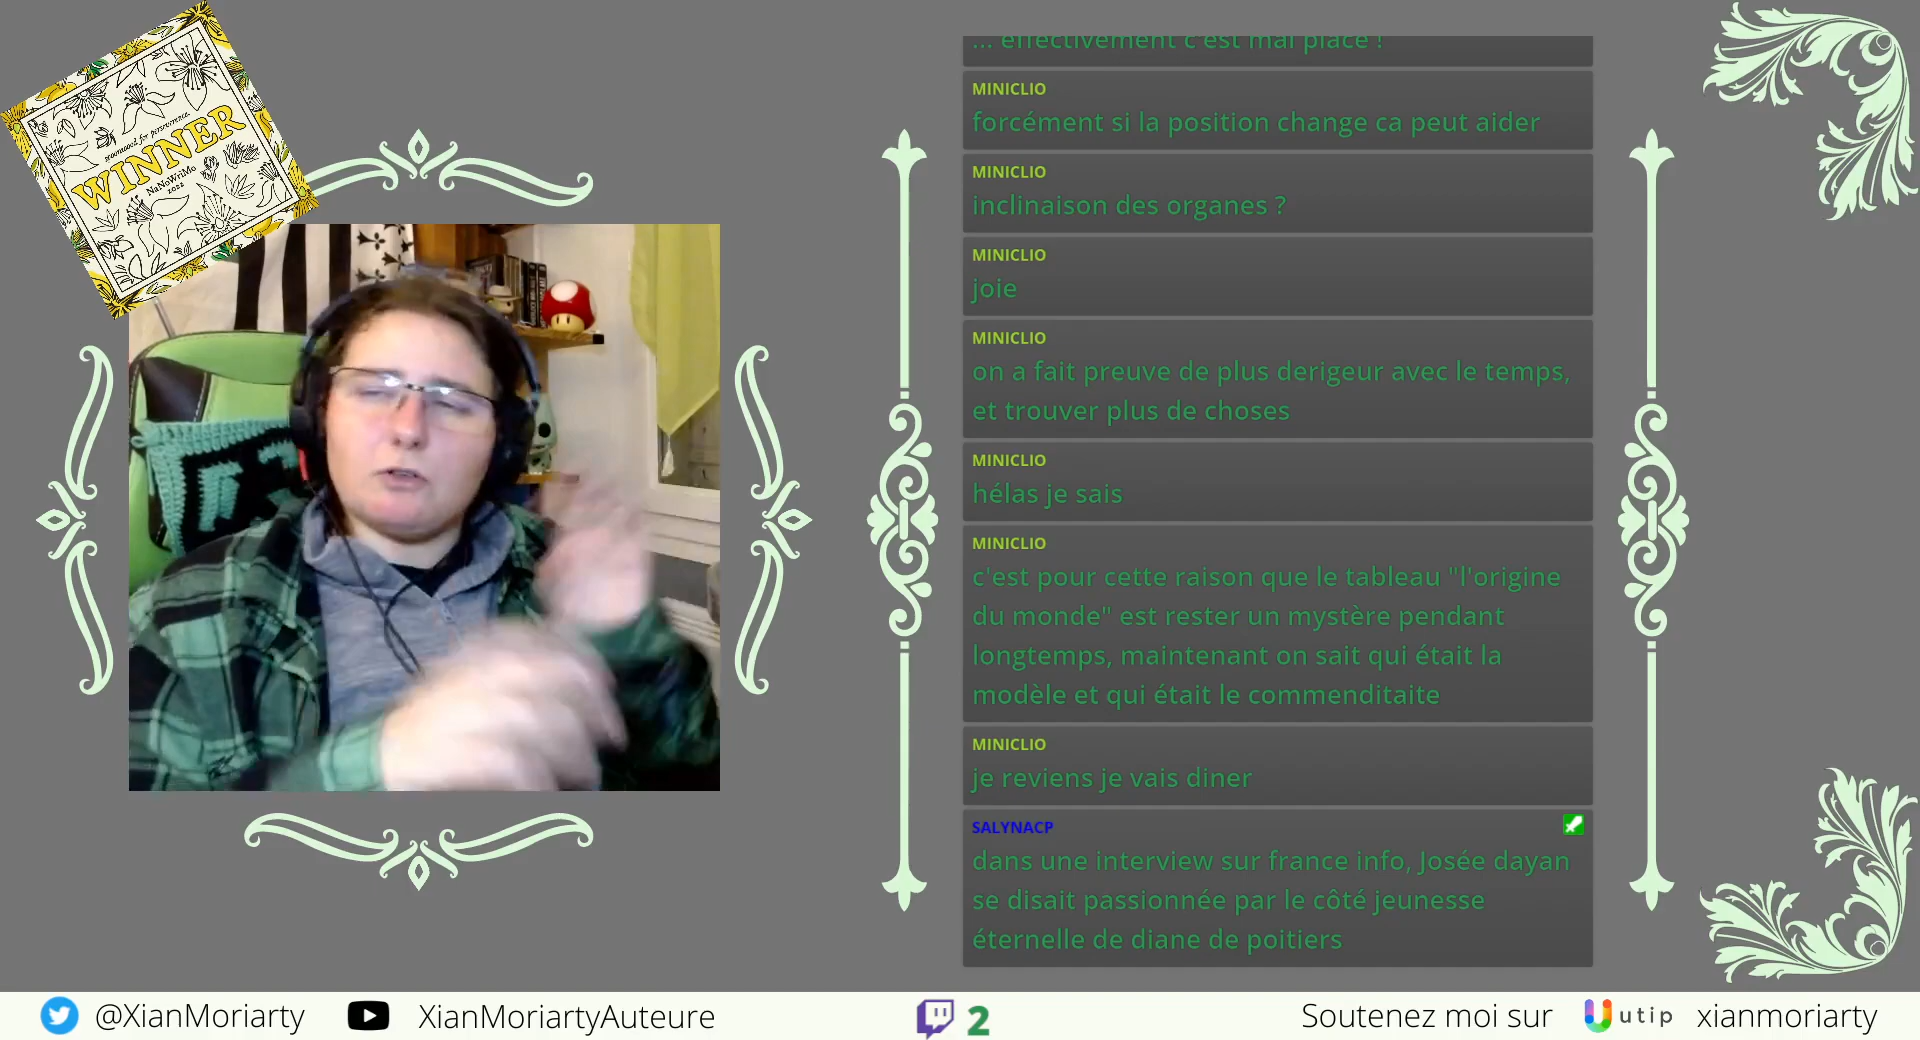 WINNER
NaNoWriMo
2022
... effectivement c'est mal placé !
MINICLIO
forcément si la position change ca peut aider
MINICLIO
inclinaison des organes ?
MINICLIO
joie
MINICLIO
on a fait preuve de plus derigeur avec le temps,
et trouver plus de choses
MINICLIO
hélas je sais
MINICLIO
c'est pour cette raison que le tableau "l'origine
du monde" est rester un mystère pendant
longtemps, maintenant on sait qui était la
modèle et qui était le commenditaite
MINICLIO
je reviens je vais diner
SALYNACP
dans une interview sur france info, Josée dayan
se disait passionnée par le côté jeunesse
éternelle de diane de poitiers
@XianMoriarty
XianMoriartyAuteure
2
Soutenez moi sur
utip
xianmoriarty